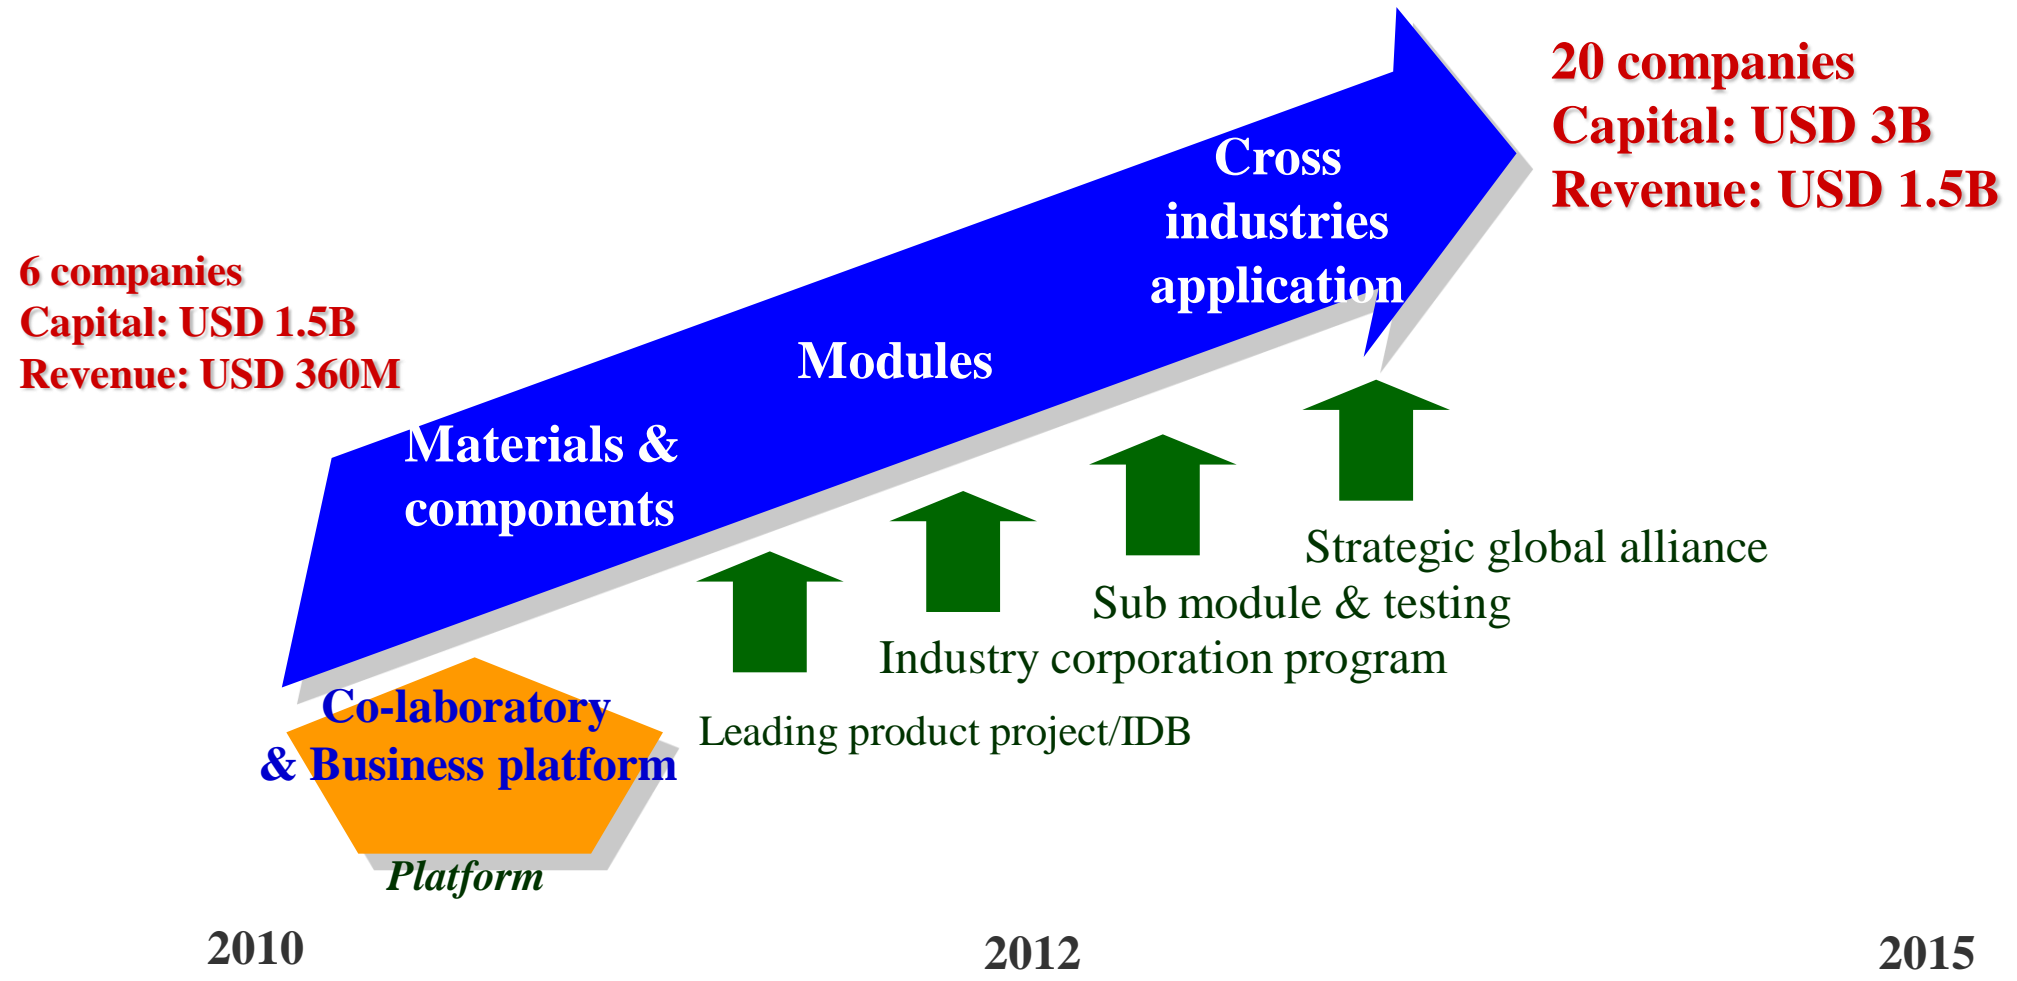 20 companies
Capital: USD 3B
Revenue: USD 1.5B
6 companies
Capital: USD 1.5B
Revenue: USD 360M
Cross
industries
application
Modules
Materials &
components
Strategic global alliance
Sub module & testing
Industry corporation program
Leading product project/IDB
Co-laboratory
& Business platform
Platform
2010
2012
2015